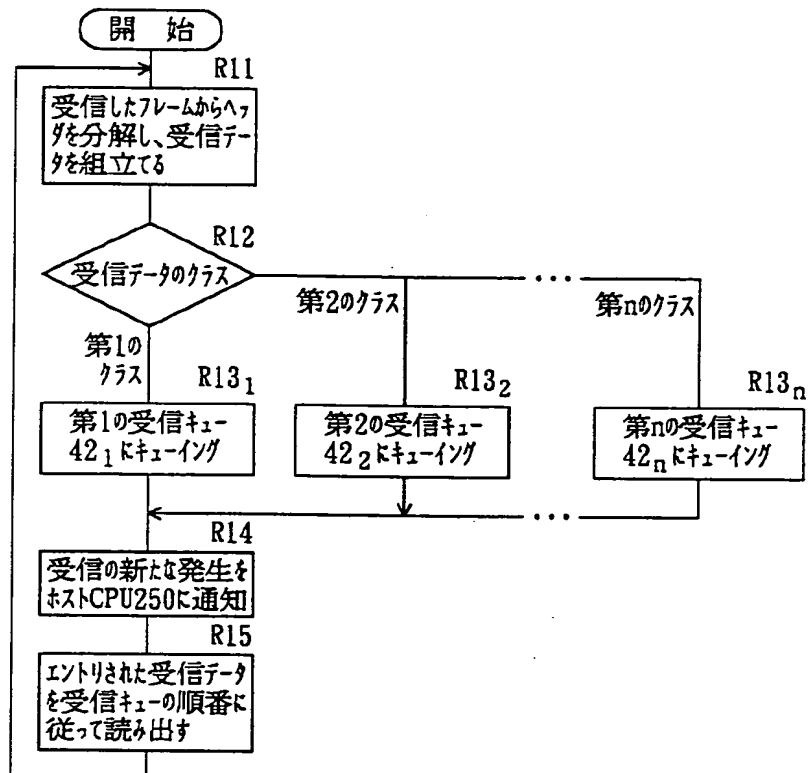 開 始
R11
受信したフレームからヘッ
ダを分解し、受信デー
タを組立てる
R12
受信データのクラス
第1の
クラス
第2のクラス
...
第nのクラス
R13₁
第1の受信キュー
42₁にキューイング
R13₂
第2の受信キュー
42₂にキューイング
R13ₙ
第nの受信キュー
42ₙにキューイング
...
R14
受信の新たな発生を
ホストCPU250に通知
R15
エントリされた受信データ
を受信キューの順番に
従って読み出す